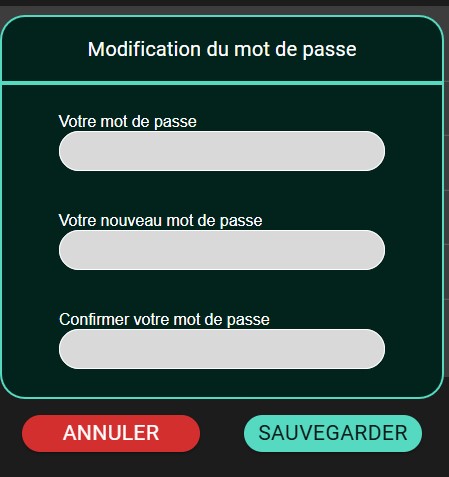 Modification du mot de passe
Votre mot de passe
Votre nouveau mot de passe
Confirmer votre mot de passe
ANNULER SAUVEGARDER